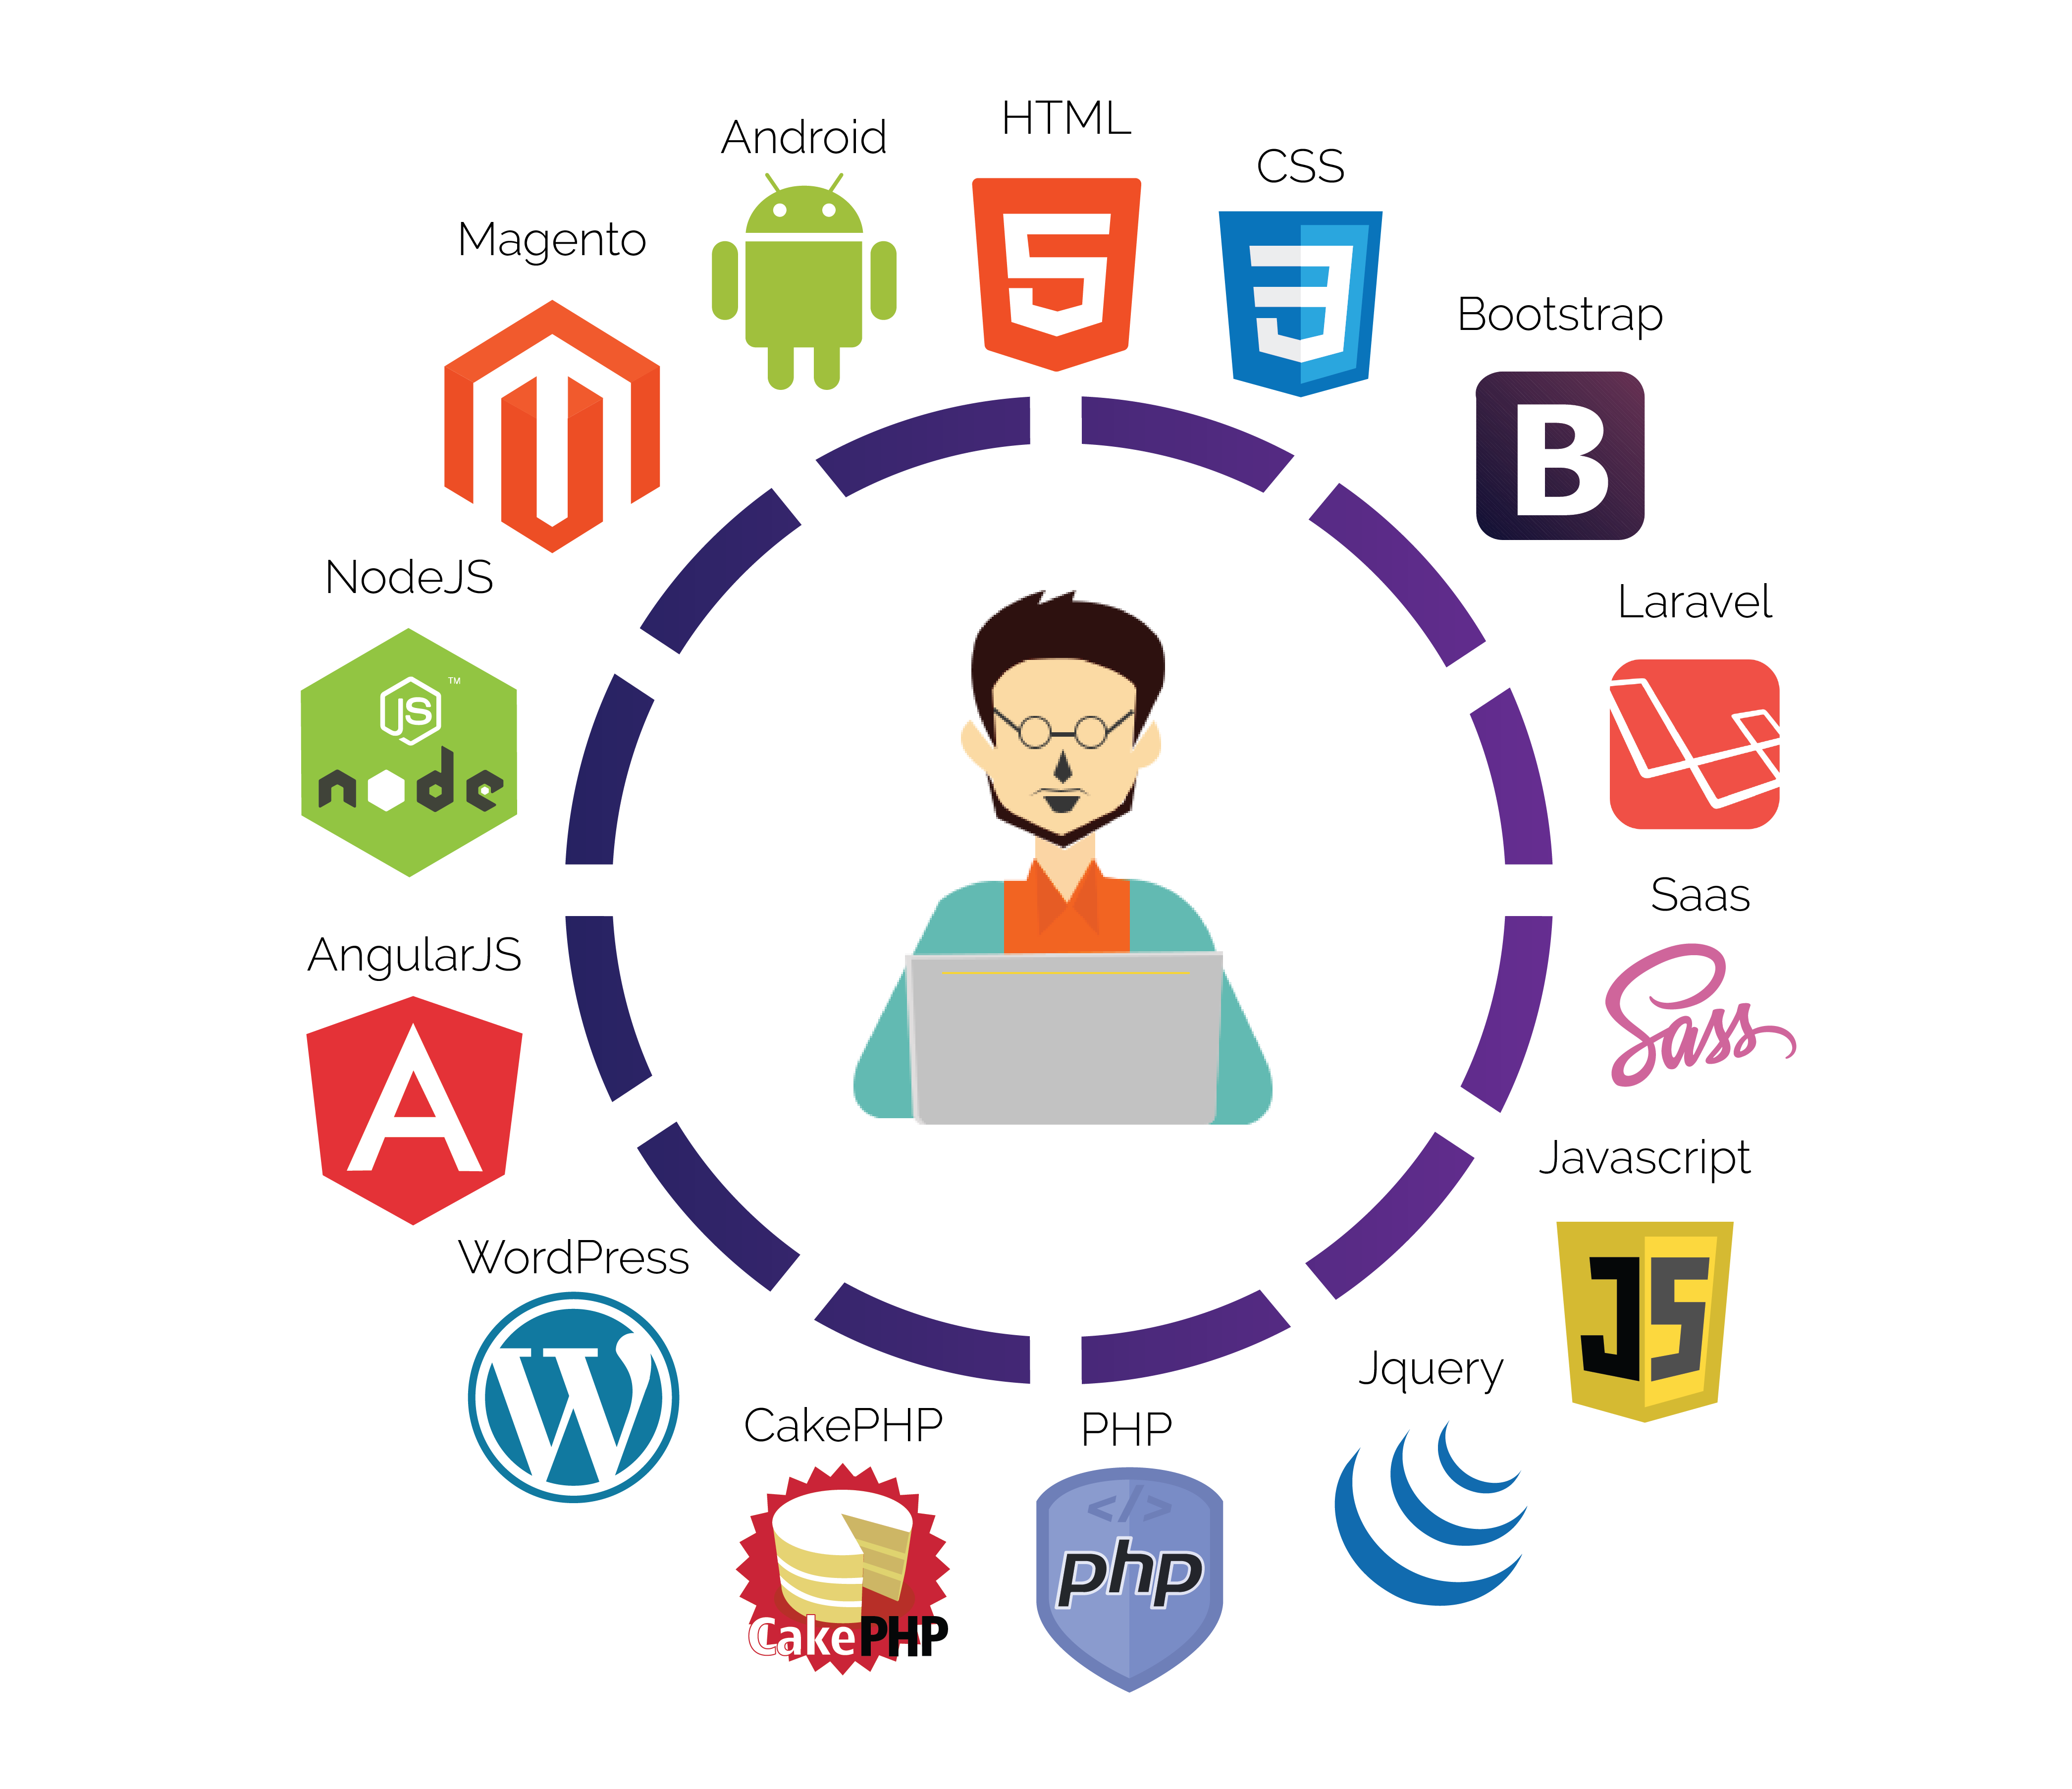 HTML
Android
CSS
Magento
Bootstrap
B
NodeJS
Laravel
JS
TM
node
Saas
Sass
AngularJS
A
Javascript
JS
WordPress
W
Jquery
CakePHP
PHP
</>
php
CakePHP